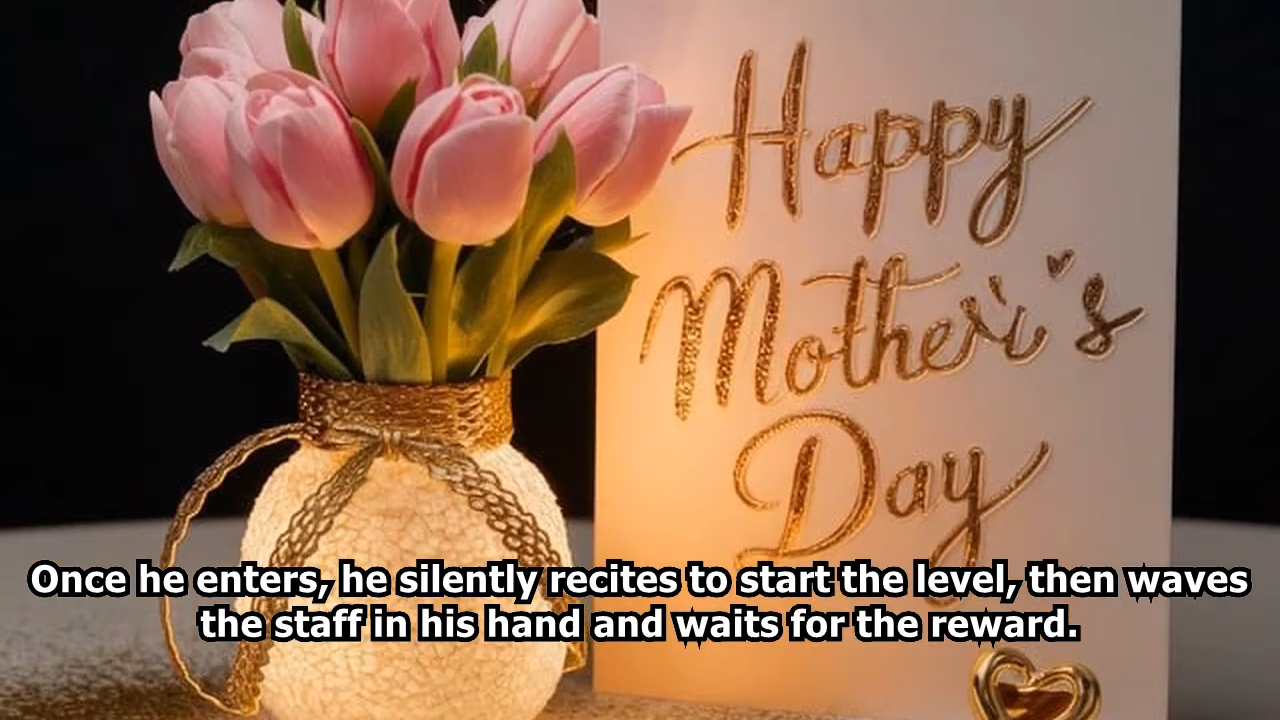 Happy
Mother's
Day
Once he enters, he silently recites to start the level, then waves
the staff in his hand and waits for the reward.